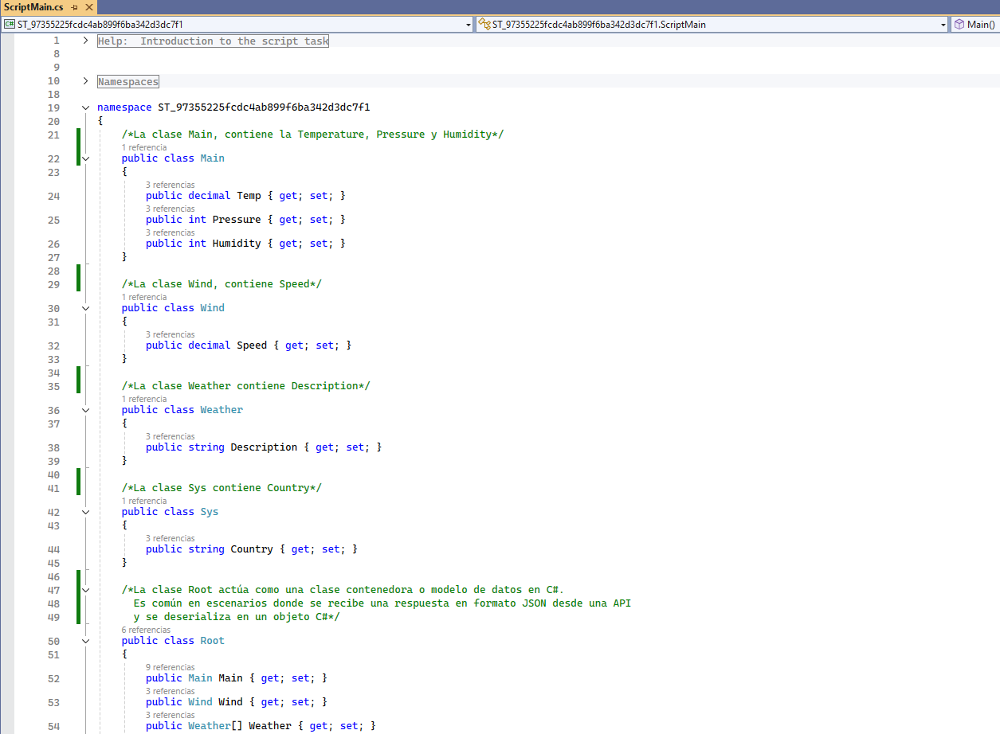 ScriptMain.cs
C# ST_97355225fcdc4ab899f6ba342d3dc7f1 ST_97355225fcdc4ab899f6ba342d3dc7f1.ScriptMain Main()
1 Help:  Introduction to the script task
8
9
10 Namespaces
18
19 namespace ST_97355225fcdc4ab899f6ba342d3dc7f1
20 {
21 /*La clase Main, contiene la Temperature, Pressure y Humidity*/
1 referencia
22 public class Main
23 {
3 referencias
24 public decimal Temp { get; set; }
3 referencias
25 public int Pressure { get; set; }
3 referencias
26 public int Humidity { get; set; }
27 }
28
29 /*La clase Wind, contiene Speed*/
1 referencia
30 public class Wind
31 {
3 referencias
32 public decimal Speed { get; set; }
33 }
34
35 /*La clase Weather contiene Description*/
1 referencia
36 public class Weather
37 {
3 referencias
38 public string Description { get; set; }
39 }
40
41 /*La clase Sys contiene Country*/
1 referencia
42 public class Sys
43 {
3 referencias
44 public string Country { get; set; }
45 }
46
47 /*La clase Root actúa como una clase contenedora o modelo de datos en C#.
48 Es común en escenarios donde se recibe una respuesta en formato JSON desde una API
49 y se deserializa en un objeto C#*/
6 referencias
50 public class Root
51 {
9 referencias
52 public Main Main { get; set; }
3 referencias
53 public Wind Wind { get; set; }
3 referencias
54 public Weather[] Weather { get; set; }